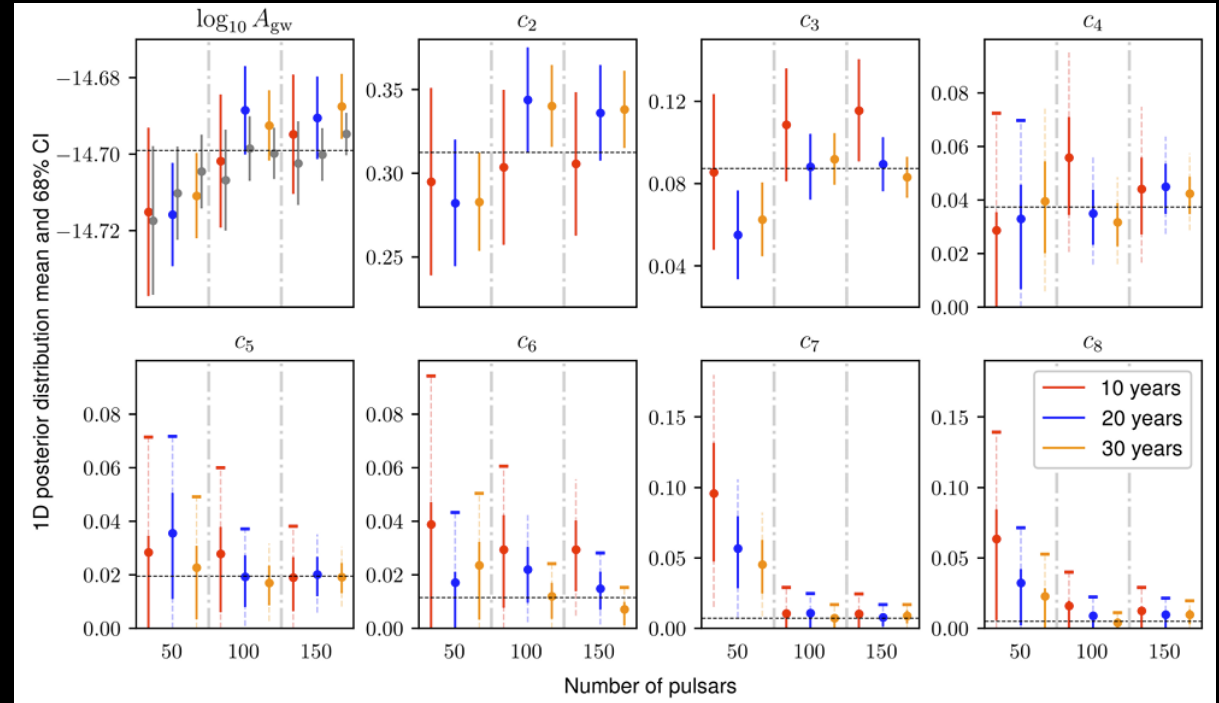 log₁₀ A_gw
c₂
c₃
c₄
−14.68
−14.70
−14.72
0.35
0.30
0.25
0.12
0.08
0.04
0.08
0.06
0.04
0.02
0.00
1D posterior distribution mean and 68% CI
c₅
c₆
c₇
c₈
0.08
0.06
0.04
0.02
0.00
0.08
0.06
0.04
0.02
0.00
0.15
0.10
0.05
0.00
0.15
0.10
0.05
0.00
10 years
20 years
30 years
50 100 150
50 100 150
50 100 150
50 100 150
Number of pulsars